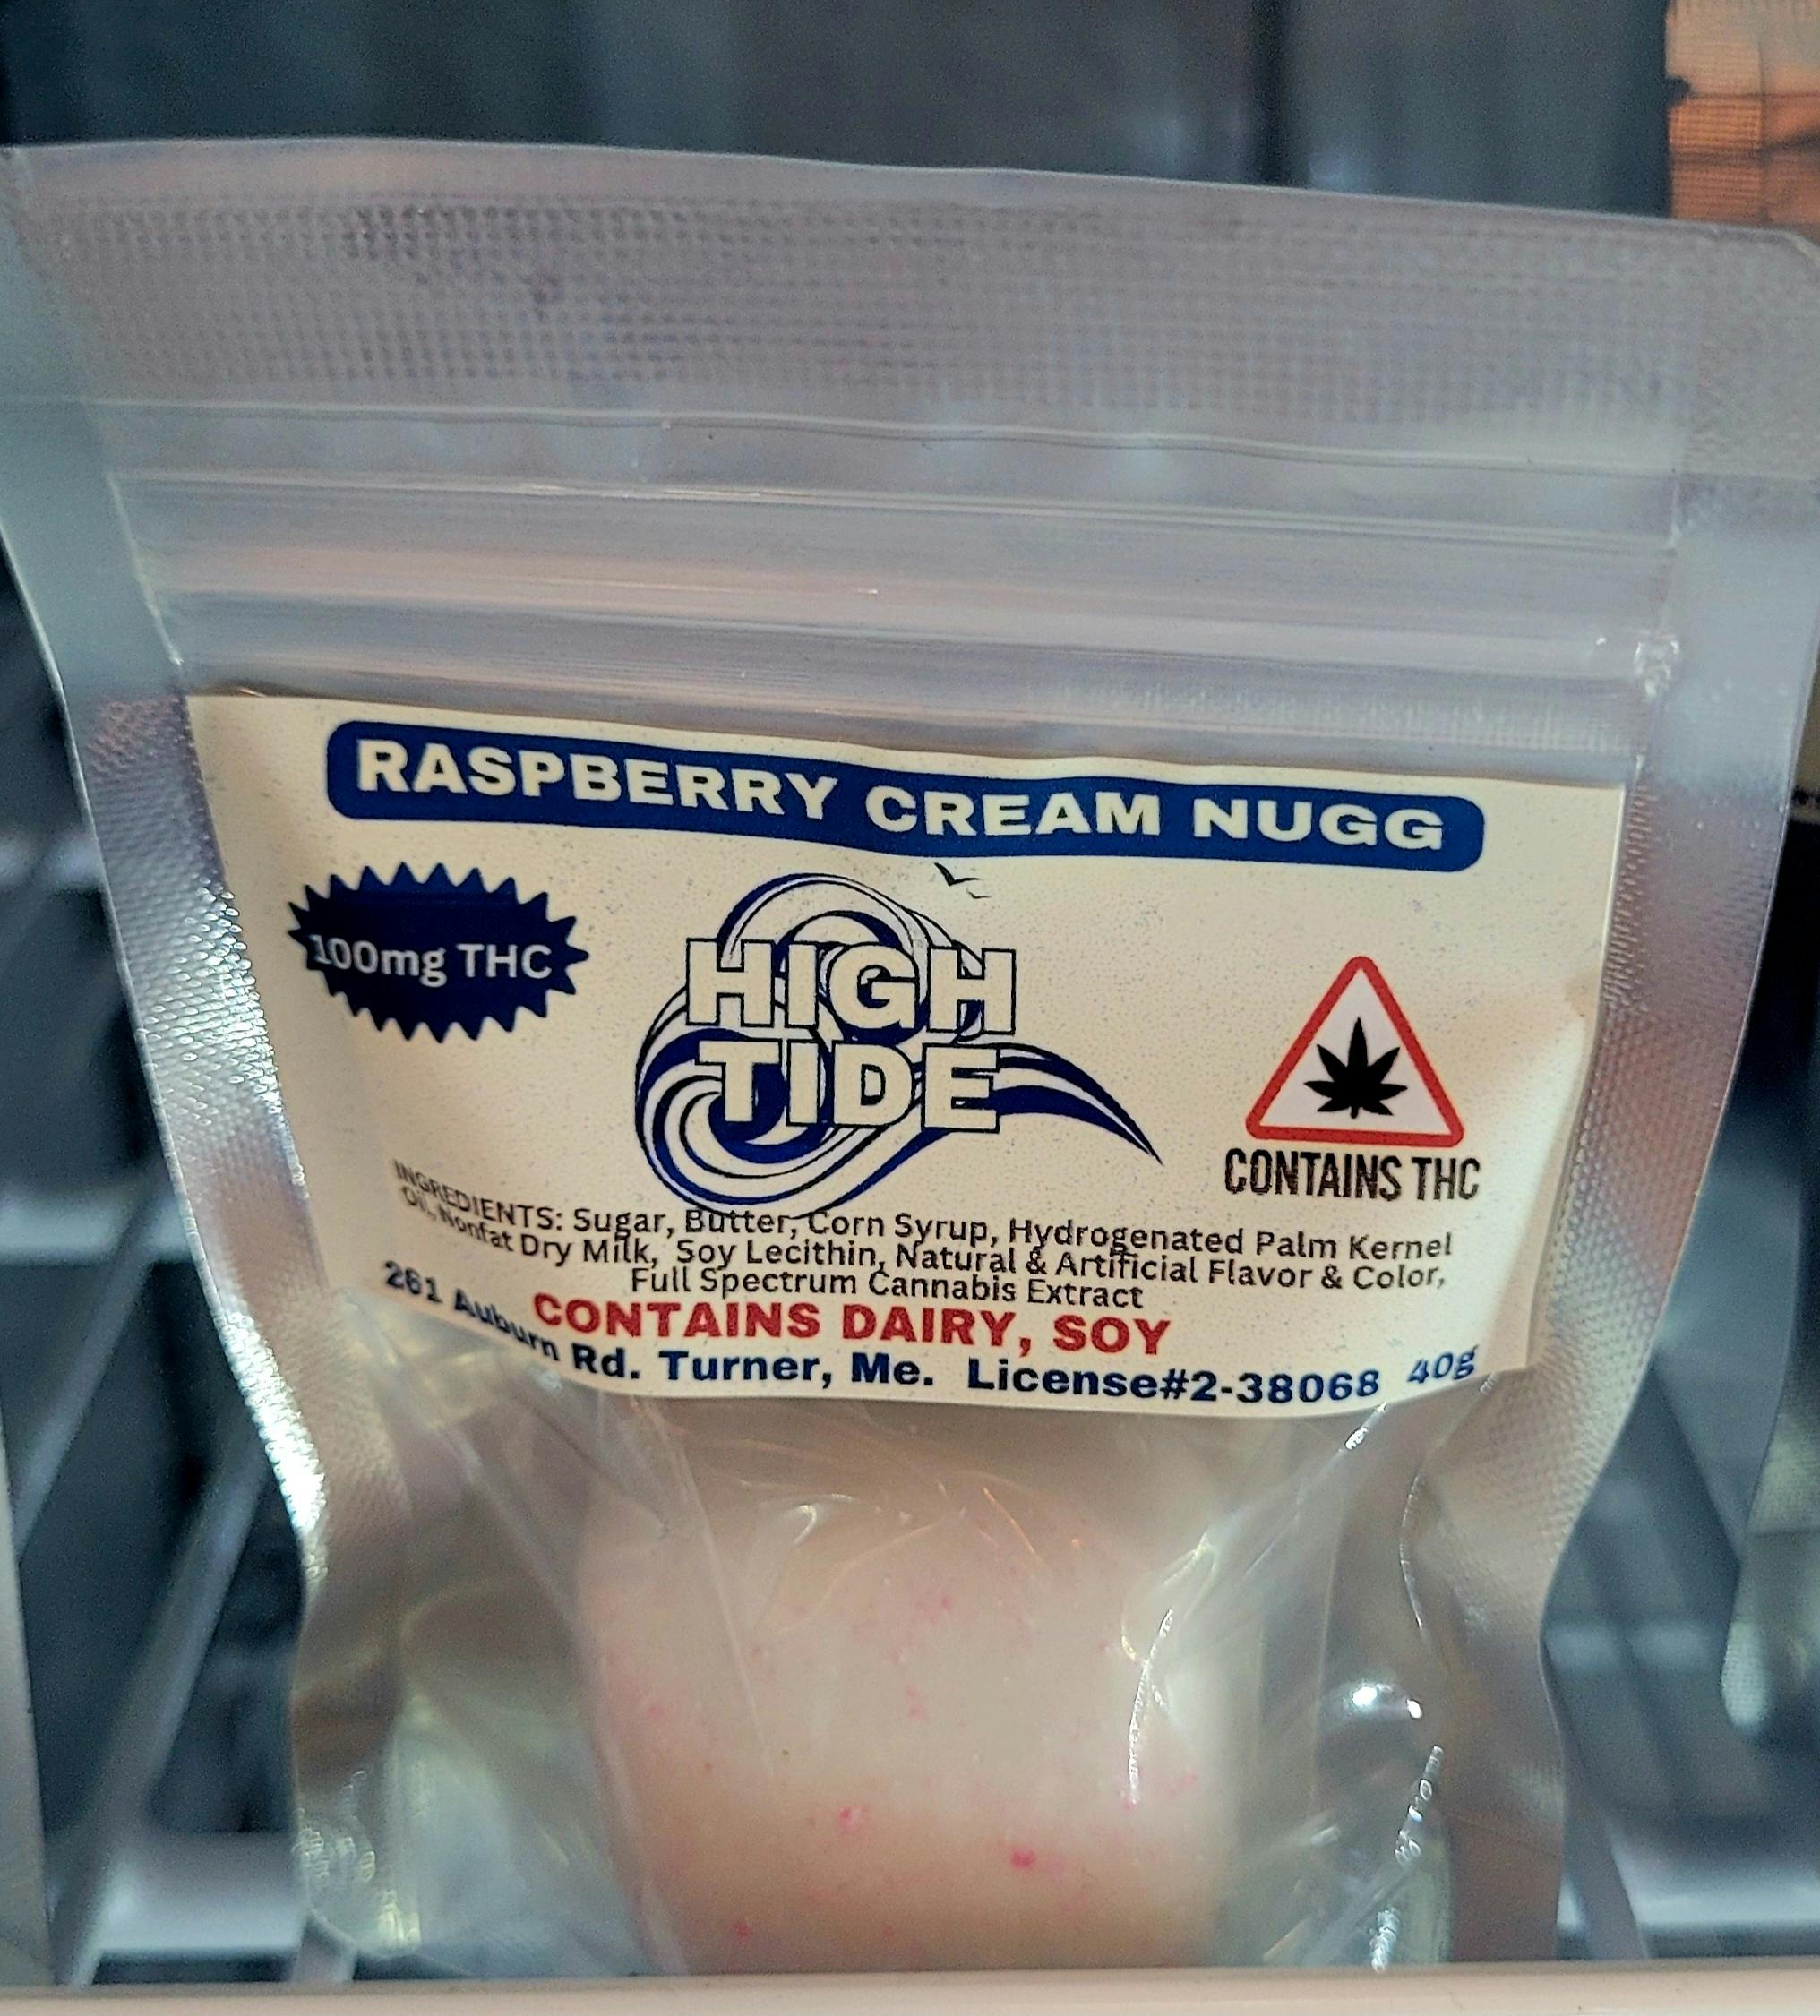 RASPBERRY CREAM NUGG
100mg THC
HIGH
TIDE
CONTAINS THC
INGREDIENTS: Sugar, Butter, Corn Syrup, Hydrogenated Palm Kernel
Oil, Nonfat Dry Milk, Soy Lecithin, Natural & Artificial Flavor & Color,
Full Spectrum Cannabis Extract
CONTAINS DAIRY, SOY
261 Auburn Rd. Turner, Me. License#2-38068 40g